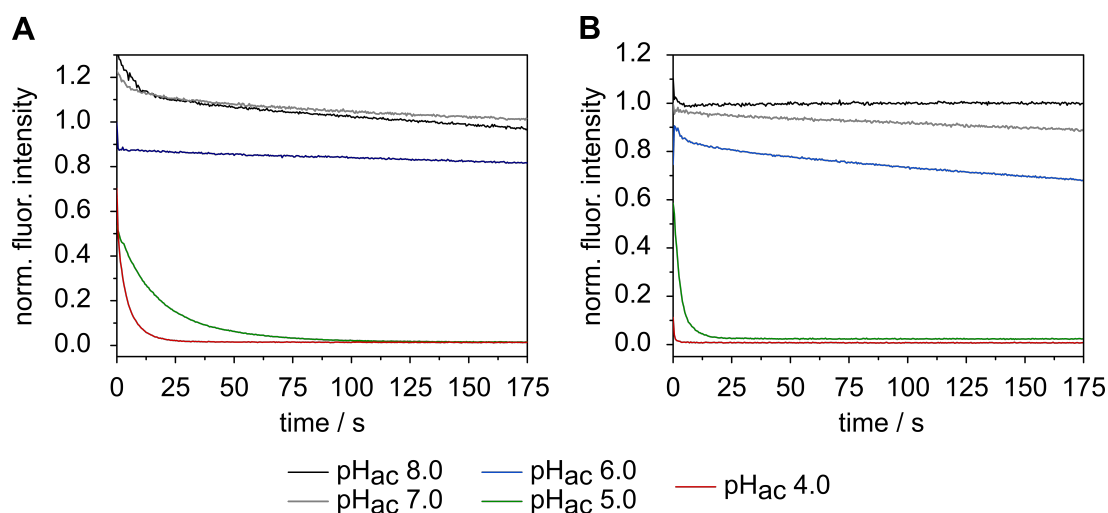 A
B
norm. fluor. intensity
1.2
1.0
0.8
0.6
0.4
0.2
0.0
0 25 50 75 100 125 150 175
time / s
norm. fluor. intensity
1.2
1.0
0.8
0.6
0.4
0.2
0.0
0 25 50 75 100 125 150 175
time / s
pHac 8.0 pHac 6.0 pHac 4.0
pHac 7.0 pHac 5.0